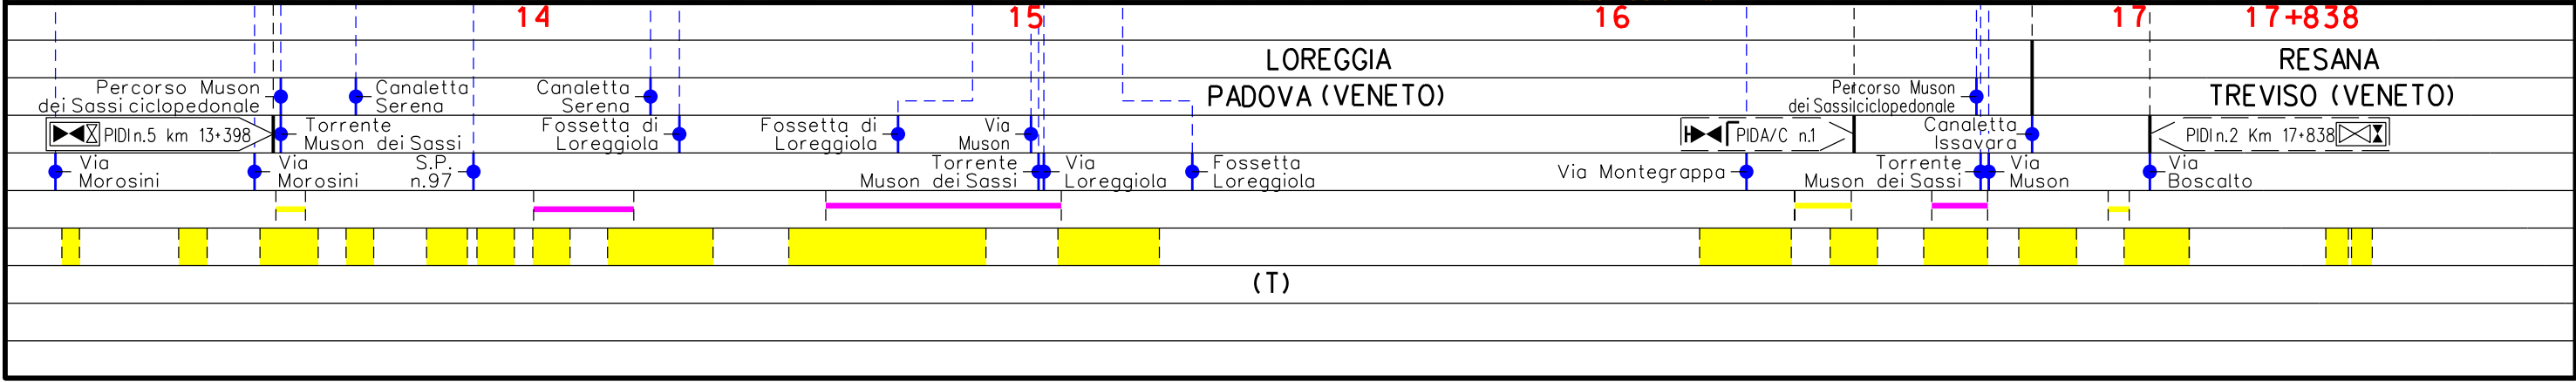 14 15 16 17 17+838
LOREGGIA RESANA
Percorso Muson
dei Sassi ciclopedonale
Canaletta
Serena
Canaletta
Serena
PADOVA (VENETO)
Percorso Muson
dei Sassi ciclopedonale
TREVISO (VENETO)
PIDI n.5 km 13+398
Torrente
Muson dei Sassi
Fossetta di
Loreggiola
Fossetta di
Loreggiola
Via
Muson
PIDA/C n.1
Canaletta
Issavara
PIDI n.2 Km 17+838
Via
Morosini
Via
Morosini
S.P.
n.97
Torrente
Muson dei Sassi
Via
Loreggiola
Fossetta
Loreggiola
Via Montegrappa
Torrente
Muson dei Sassi
Via
Muson
Via
Boscalto
(T)